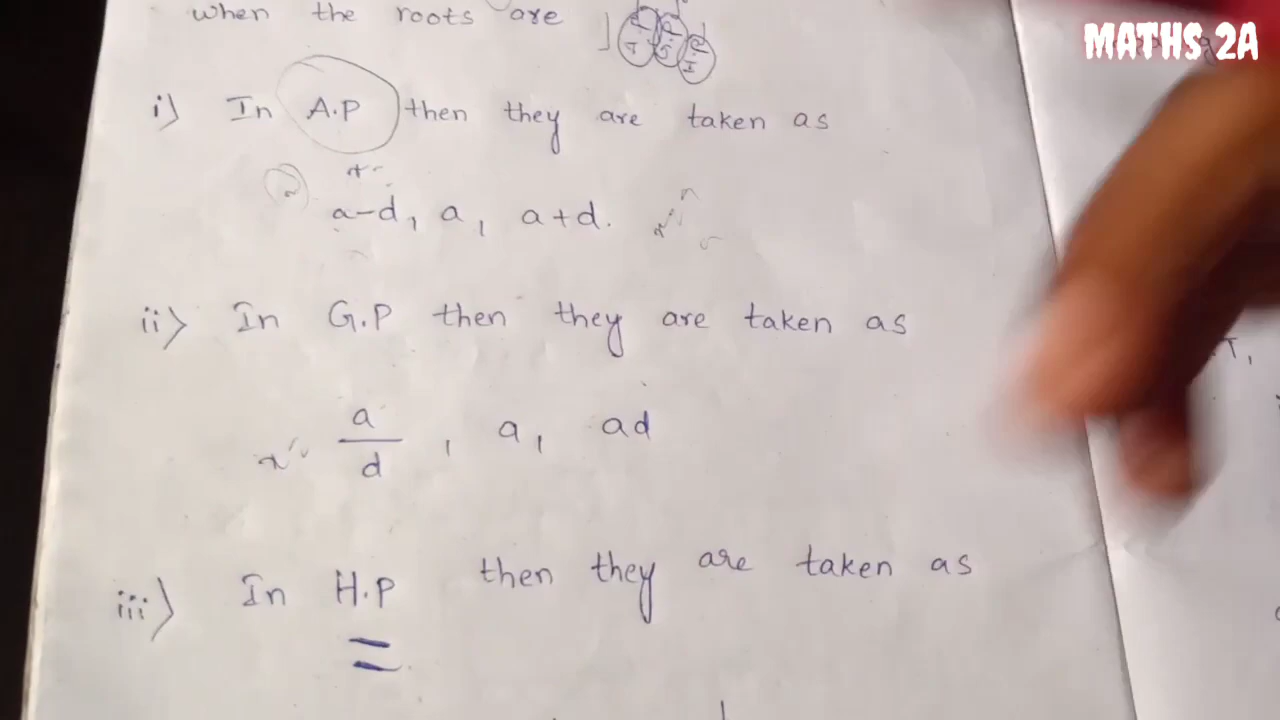 MATHS 2A
when the roots are
i) In A.P then they are taken as
a-d, a, a+d.
ii) In G.P then they are taken as
a/d, a, ad
iii) In H.P then they are taken as